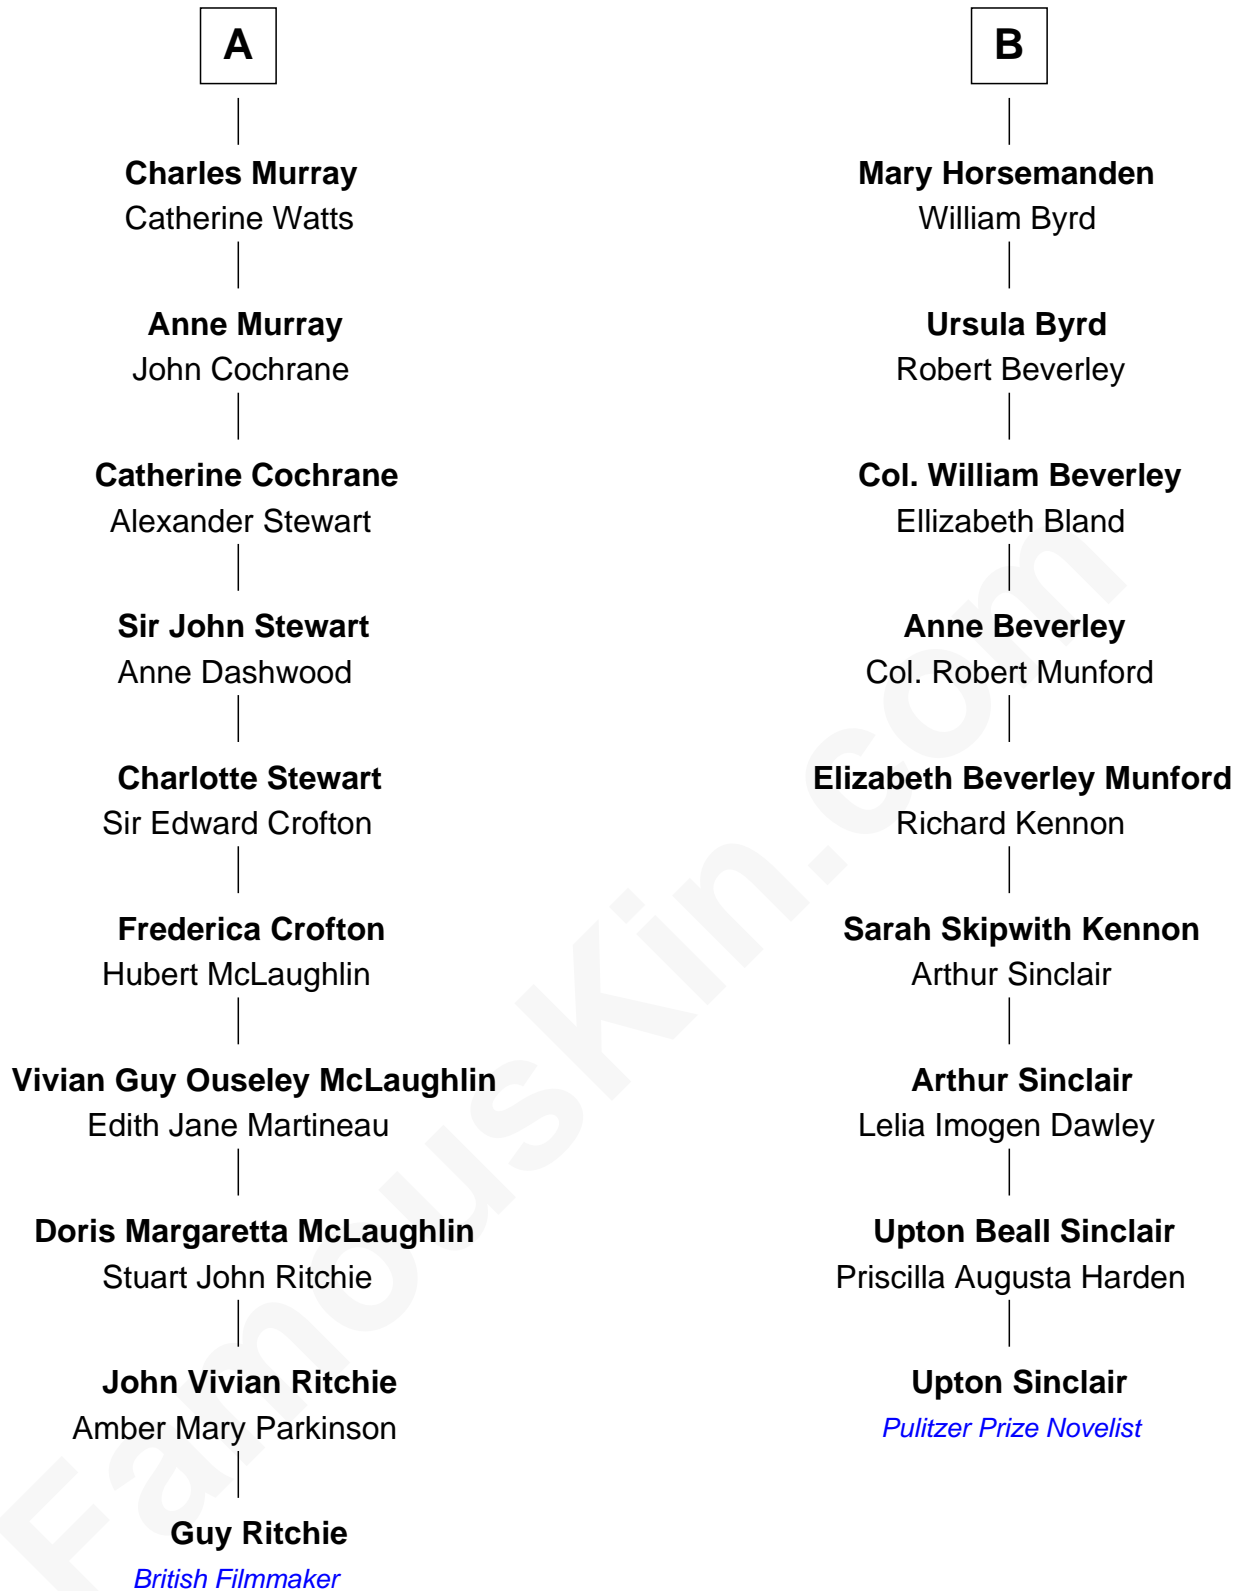 A
Charles Murray
Catherine Watts
Anne Murray
John Cochrane
Catherine Cochrane
Alexander Stewart
Sir John Stewart
Anne Dashwood
Charlotte Stewart
Sir Edward Crofton
Frederica Crofton
Hubert McLaughlin
Vivian Guy Ouseley McLaughlin
Edith Jane Martineau
Doris Margaretta McLaughlin
Stuart John Ritchie
John Vivian Ritchie
Amber Mary Parkinson
Guy Ritchie
British Filmmaker
B
Mary Horsemanden
William Byrd
Ursula Byrd
Robert Beverley
Col. William Beverley
Ellizabeth Bland
Anne Beverley
Col. Robert Munford
Elizabeth Beverley Munford
Richard Kennon
Sarah Skipwith Kennon
Arthur Sinclair
Arthur Sinclair
Lelia Imogen Dawley
Upton Beall Sinclair
Priscilla Augusta Harden
Upton Sinclair
Pulitzer Prize Novelist
FamousKin.com